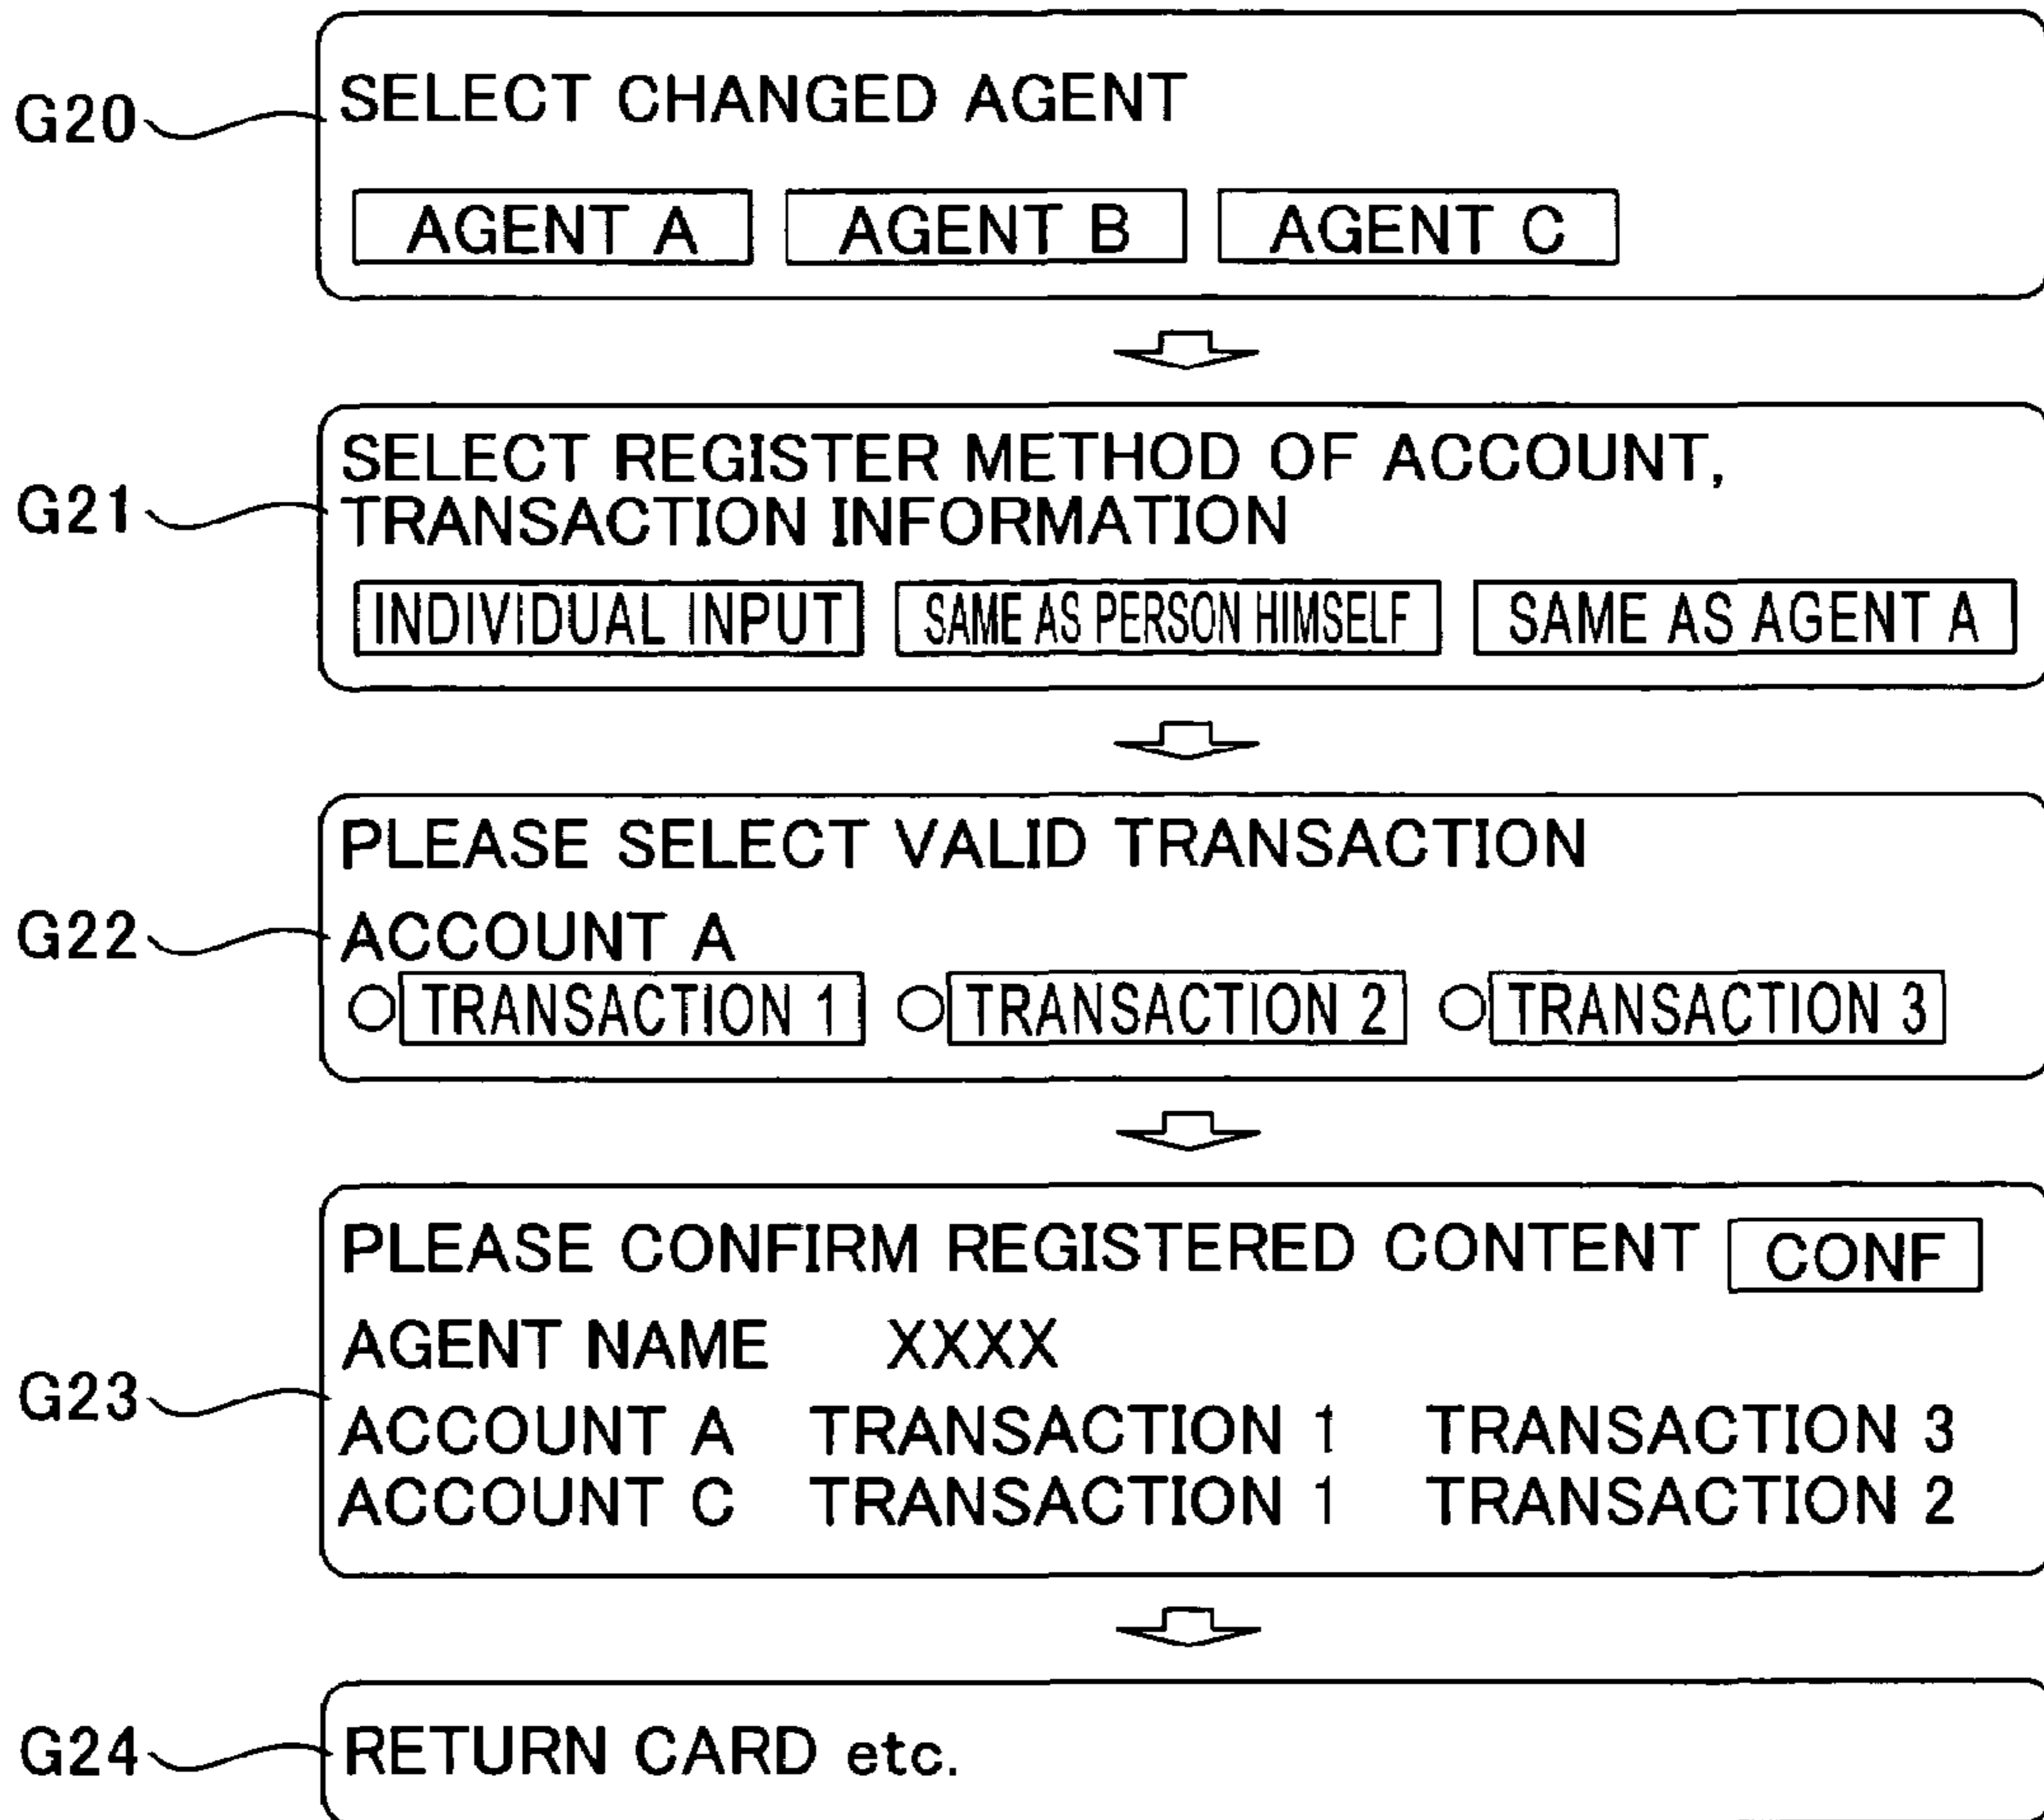 G20
SELECT CHANGED AGENT
AGENT A AGENT B AGENT C
G21
SELECT REGISTER METHOD OF ACCOUNT,
TRANSACTION INFORMATION
INDIVIDUAL INPUT SAME AS PERSON HIMSELF SAME AS AGENT A
G22
PLEASE SELECT VALID TRANSACTION
ACCOUNT A
TRANSACTION 1 TRANSACTION 2 TRANSACTION 3
G23
PLEASE CONFIRM REGISTERED CONTENT CONF
AGENT NAME XXXX
ACCOUNT A TRANSACTION 1 TRANSACTION 3
ACCOUNT C TRANSACTION 1 TRANSACTION 2
G24
RETURN CARD etc.